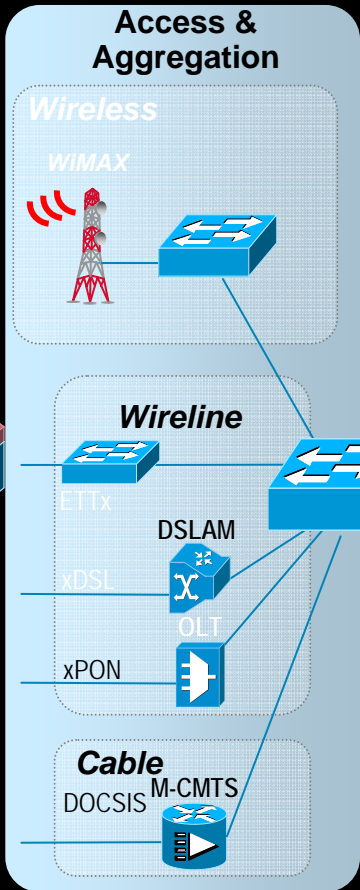 Access &
Aggregation
Wireless
WiMAX
Wireline
ETTx
DSLAM
xDSL
OLT
xPON
Cable
M-CMTS
DOCSIS